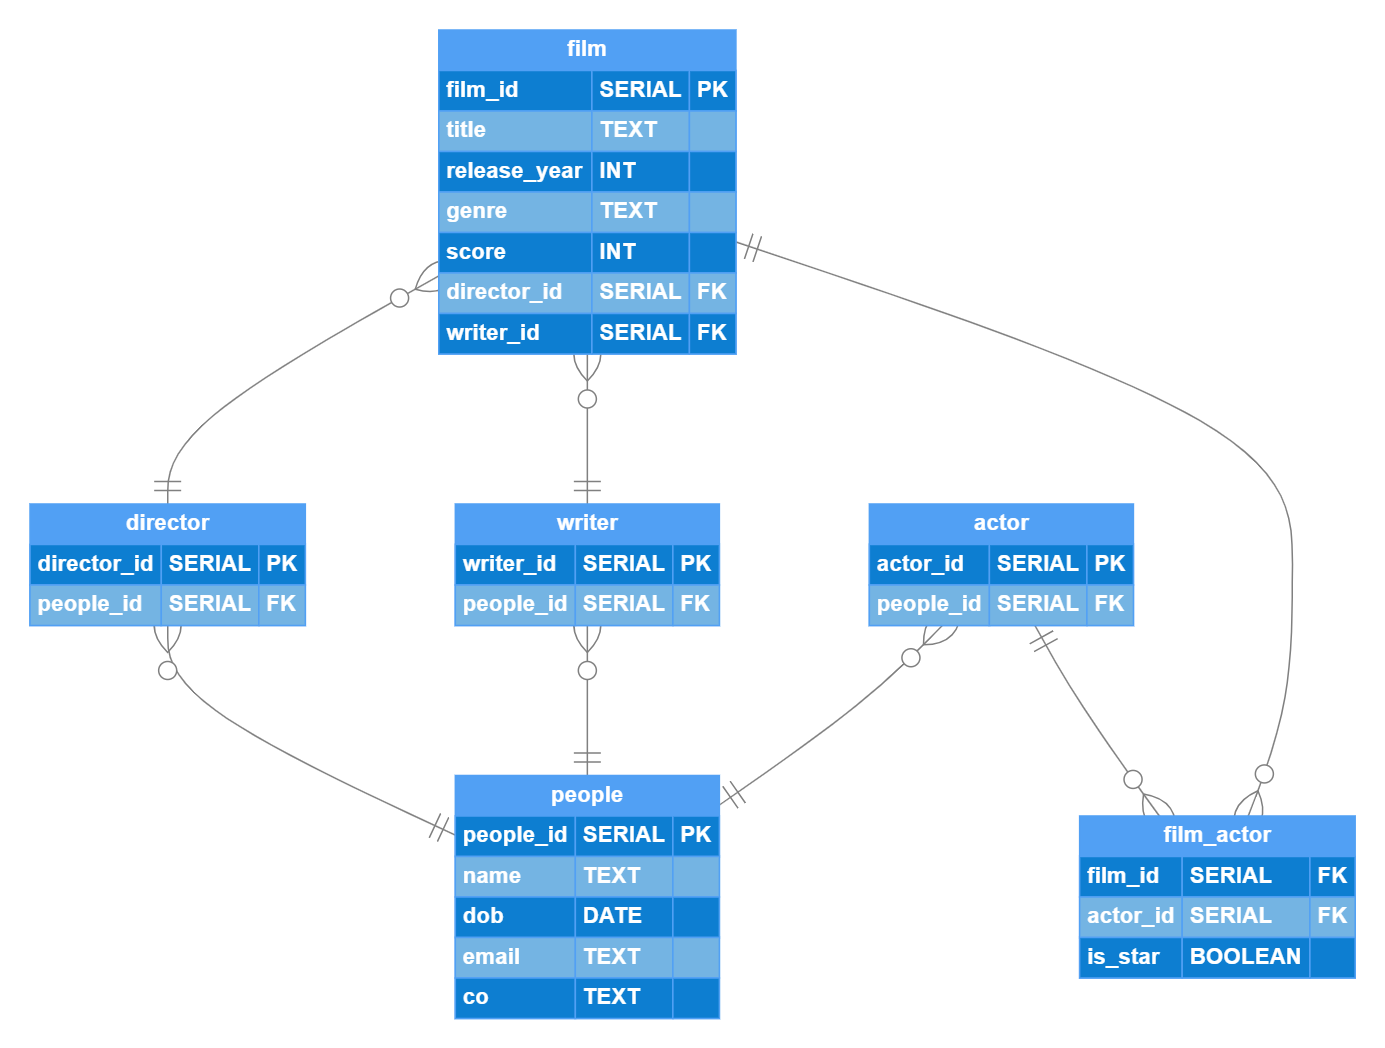 film
film_id SERIAL PK
title TEXT
release_year INT
genre TEXT
score INT
director_id SERIAL FK
writer_id SERIAL FK
director
director_id SERIAL PK
people_id SERIAL FK
writer
writer_id SERIAL PK
people_id SERIAL FK
actor
actor_id SERIAL PK
people_id SERIAL FK
people
people_id SERIAL PK
name TEXT
dob DATE
email TEXT
co TEXT
film_actor
film_id SERIAL FK
actor_id SERIAL FK
is_star BOOLEAN